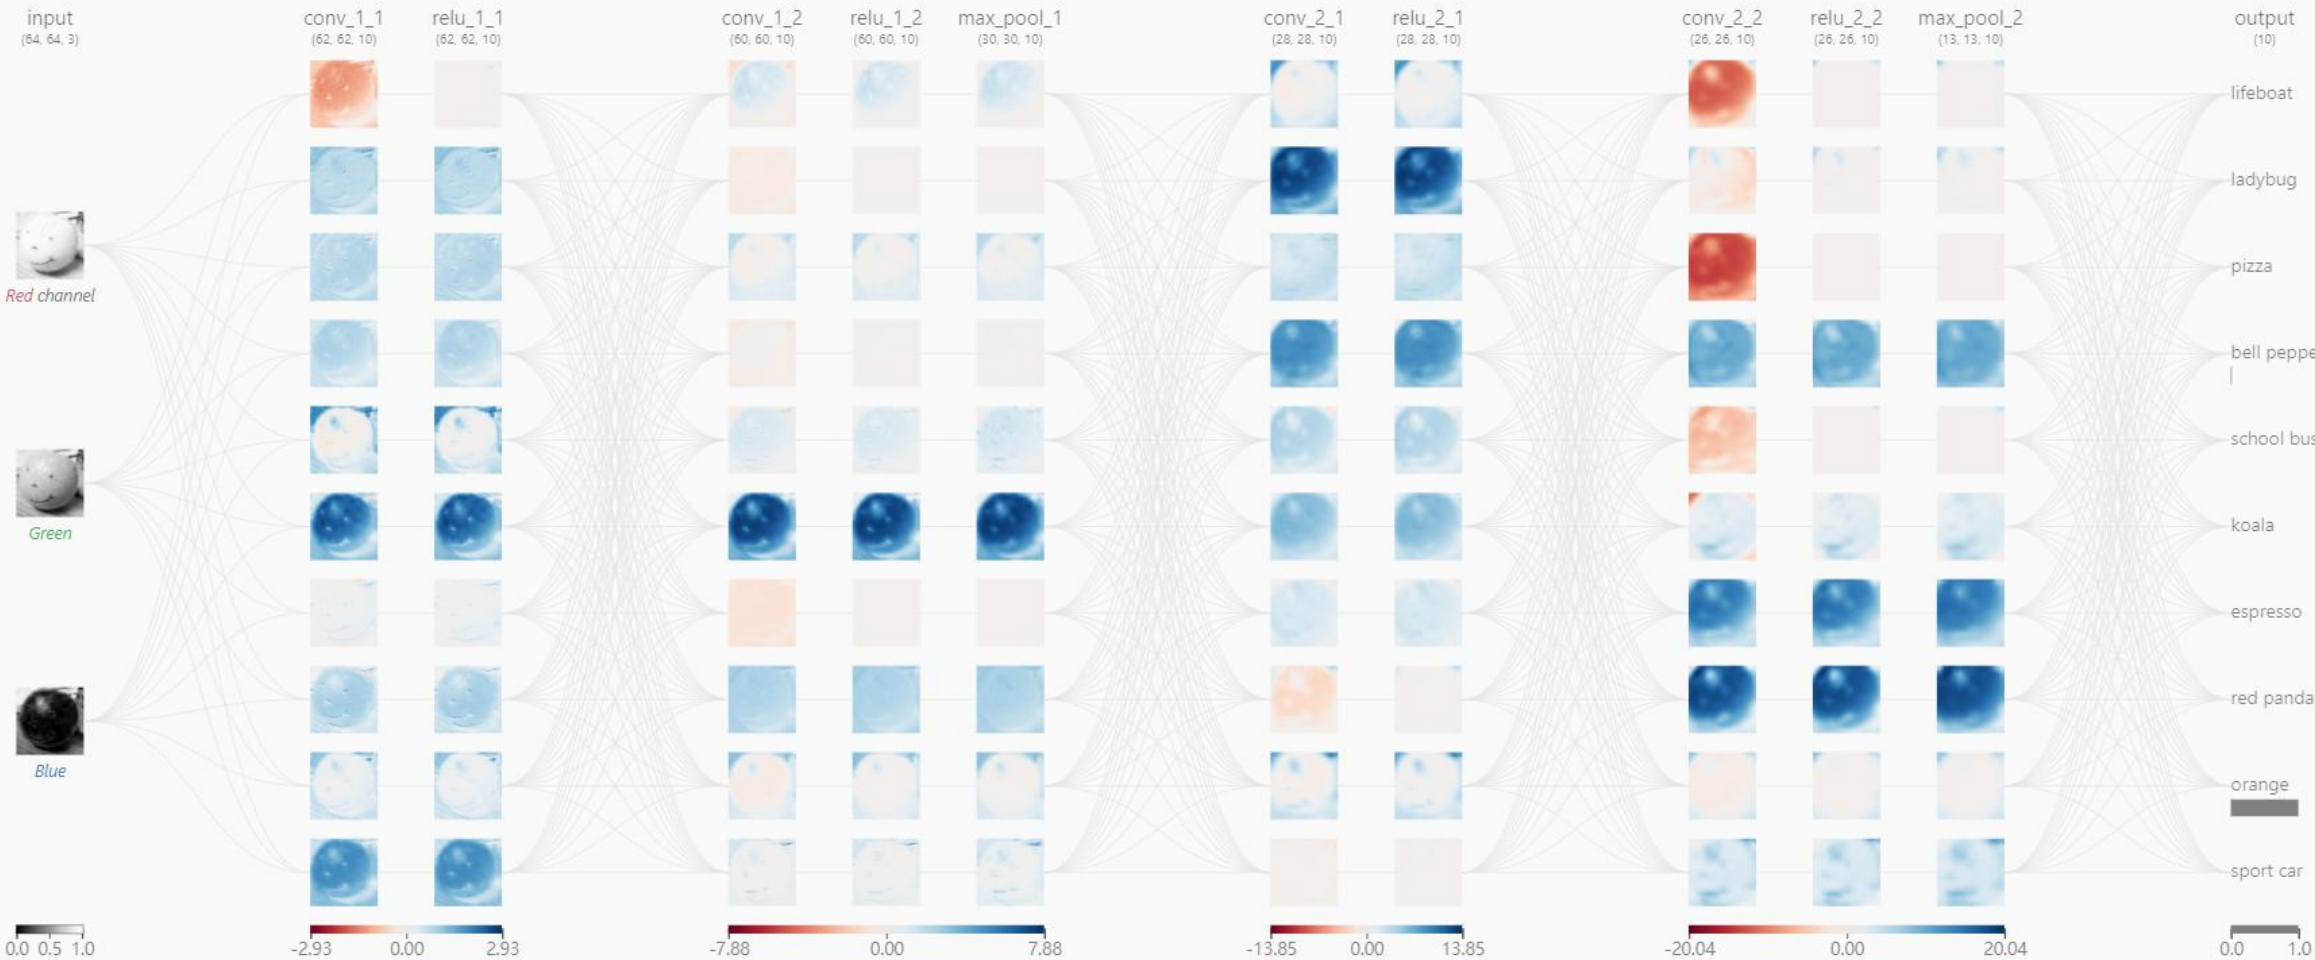 input
(64, 64, 3)
conv_1_1
(62, 62, 10)
relu_1_1
(62, 62, 10)
conv_1_2
(60, 60, 10)
relu_1_2
(60, 60, 10)
max_pool_1
(30, 30, 10)
conv_2_1
(28, 28, 10)
relu_2_1
(28, 28, 10)
conv_2_2
(26, 26, 10)
relu_2_2
(26, 26, 10)
max_pool_2
(13, 13, 10)
output
(10)
Red channel
Green
Blue
lifeboat
ladybug
pizza
bell peppe
school bus
koala
espresso
red panda
orange
sport car
0.0 0.5 1.0
-2.93 0.00 2.93
-7.88 0.00 7.88
-13.85 0.00 13.85
-20.04 0.00 20.04
0.0 1.0